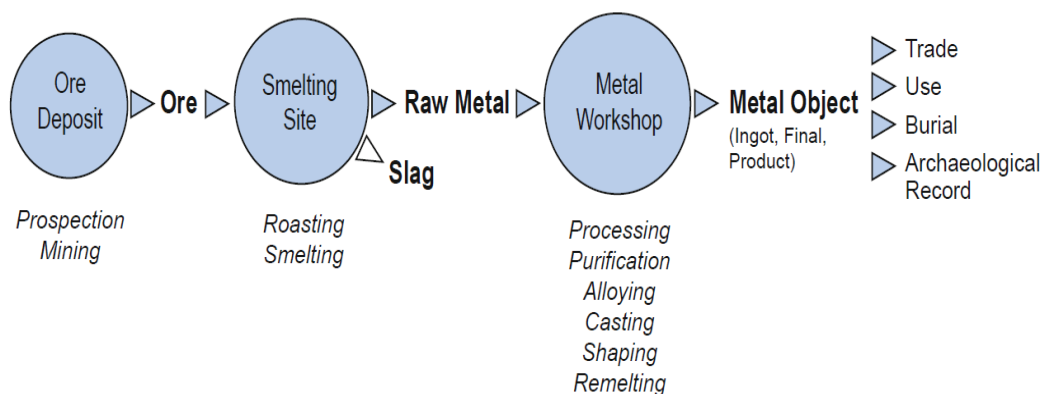 Ore
Deposit
Ore
Smelting
Site
Raw Metal
Slag
Metal
Workshop
Metal Object
(Ingot, Final,
Product)
Trade
Use
Burial
Archaeological
Record
Prospection
Mining
Roasting
Smelting
Processing
Purification
Alloying
Casting
Shaping
Remelting